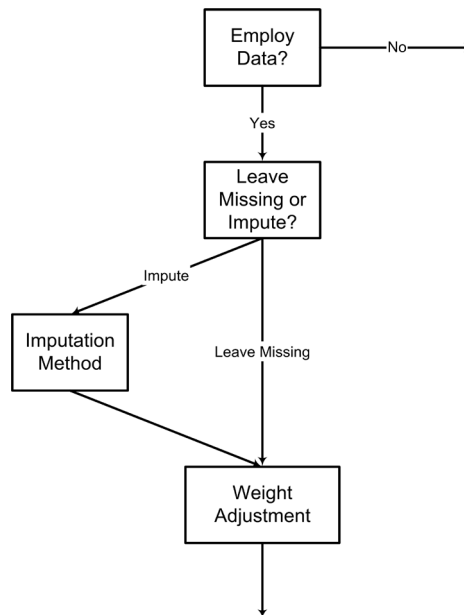 Employ
Data?
No
Yes
Leave
Missing or
Impute?
Impute
Imputation
Method
Leave Missing
Weight
Adjustment